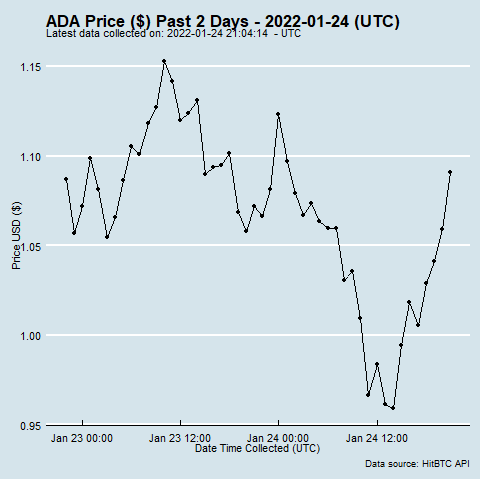 ADA Price ($) Past 2 Days - 2022-01-24 (UTC)
Latest data collected on: 2022-01-24 21:04:14 - UTC
1.15
1.10
1.05
1.00
0.95
Price USD ($)
Jan 23 00:00
Jan 23 12:00
Jan 24 00:00
Jan 24 12:00
Date Time Collected (UTC)
Data source: HitBTC API